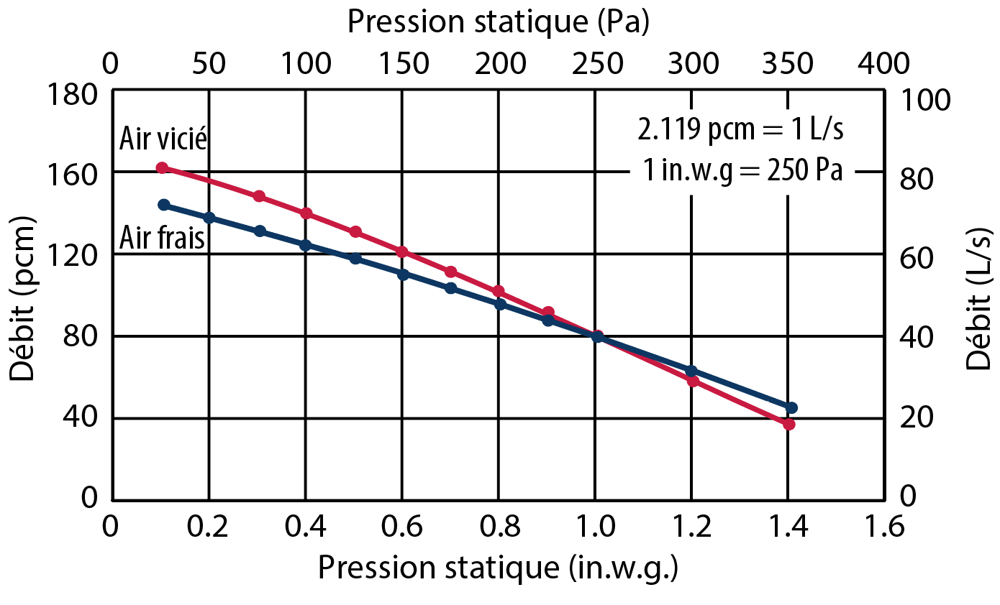 Pression statique (Pa)
0 50 100 150 200 250 300 350 400
180 100
Air vicié
2.119 pcm = 1 L/s
160 80
1 in.w.g = 250 Pa
Air frais
120 60
Débit (pcm)
Débit (L/s)
80 40
40 20
0 0
0 0.2 0.4 0.6 0.8 1.0 1.2 1.4 1.6
Pression statique (in.w.g.)